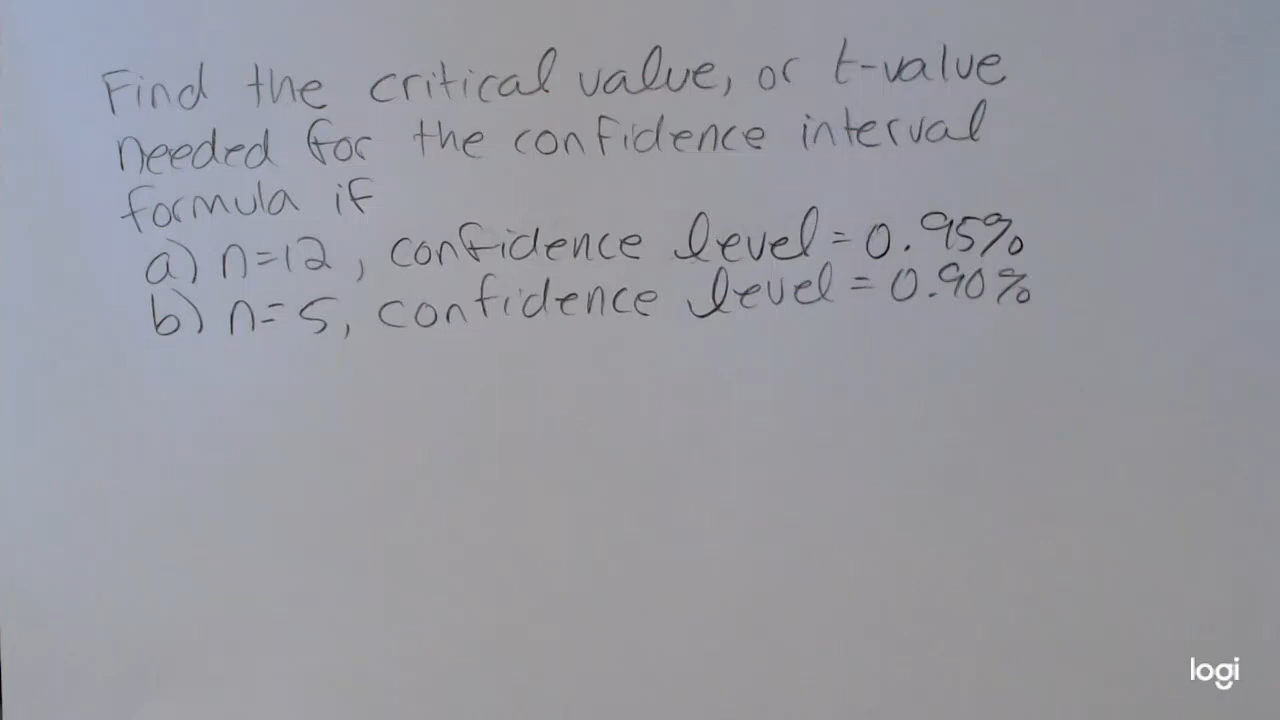 Find the critical value, or t-value
needed for the confidence interval
formula if
a) n=12, confidence level = 0.95%
b) n=5, confidence level = 0.90%
logi